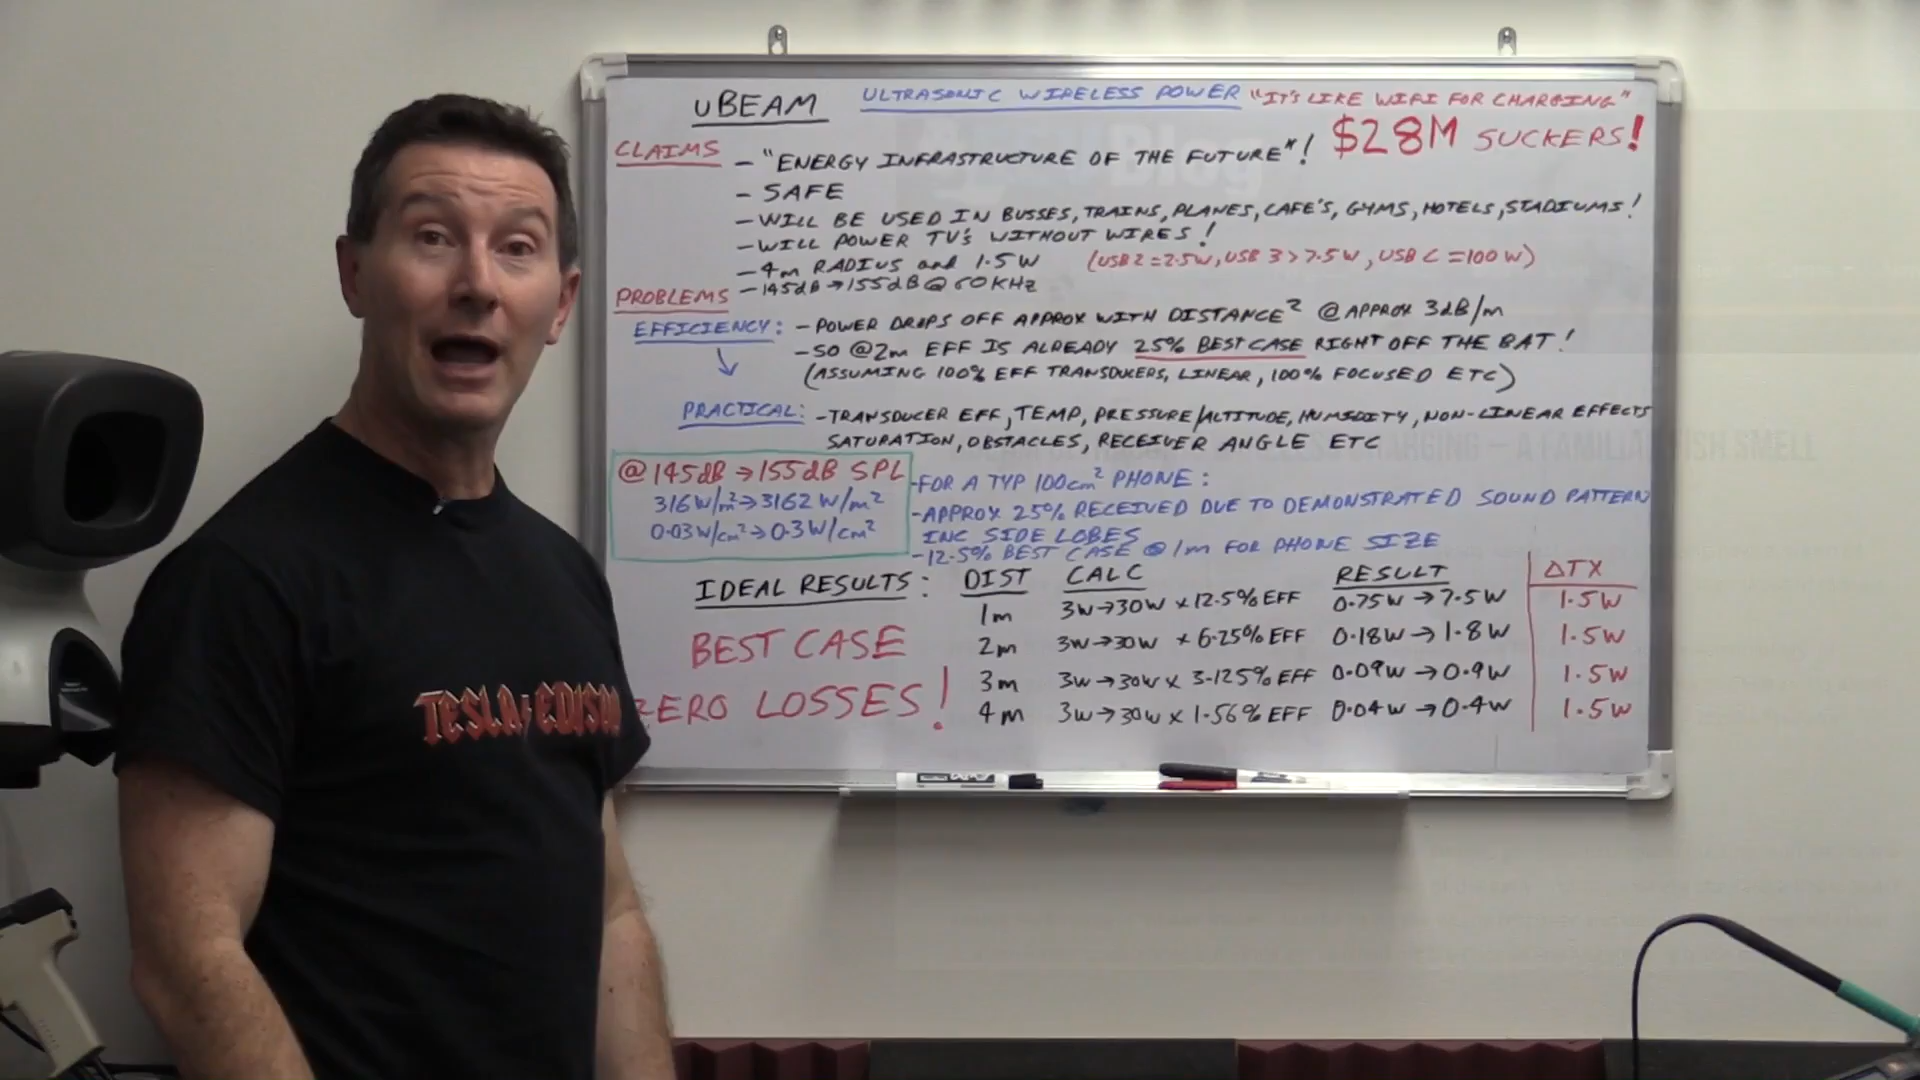 uBEAM ULTRASONIC WIRELESS POWER "IT'S LIKE WIFI FOR CHARGING"
$28M SUCKERS!
CLAIMS - "ENERGY INFRASTRUCTURE OF THE FUTURE"!
- SAFE
- WILL BE USED IN BUSSES, TRAINS, PLANES, CAFE'S, GYMS, HOTELS, STADIUMS!
- WILL POWER TV'S WITHOUT WIRES!
- 4m RADIUS and 1.5W (USB2=2.5W, USB 3>7.5W, USB C=100W)
- 145dB→155dB@60KHz
PROBLEMS
EFFICIENCY: - POWER DROPS OFF APPROX WITH DISTANCE² @APPROX 3dB/m
- SO @2m EFF IS ALREADY 25% BEST CASE RIGHT OFF THE BAT!
(ASSUMING 100% EFF TRANSDUCERS, LINEAR, 100% FOCUSED ETC)
PRACTICAL: - TRANSDUCER EFF, TEMP, PRESSURE/ALTITUDE, HUMIDITY, NON-LINEAR EFFECTS
SATURATION, OBSTACLES, RECEIVER ANGLE ETC
@145dB→155dB SPL
316W/m²→3162W/m²
0.03W/cm²→0.3W/cm²
- FOR A TYP 100cm² PHONE:
- APPROX 25% RECEIVED DUE TO DEMONSTRATED SOUND PATTERN
INC SIDE LOBES
- 12.5% BEST CASE @1m FOR PHONE SIZE
IDEAL RESULTS: DIST CALC RESULT ΔTX
1m 3W→30W x 12.5% EFF 0.75W→7.5W 1.5W
BEST CASE 2m 3W→30W x 6.25% EFF 0.18W→1.8W 1.5W
3m 3W→30W x 3.125% EFF 0.09W→0.9W 1.5W
ZERO LOSSES! 4m 3W→30W x 1.56% EFF 0.04W→0.4W 1.5W
TESLA EDISON
Blog
CHARGING – A FAMILIAR FISH SMELL